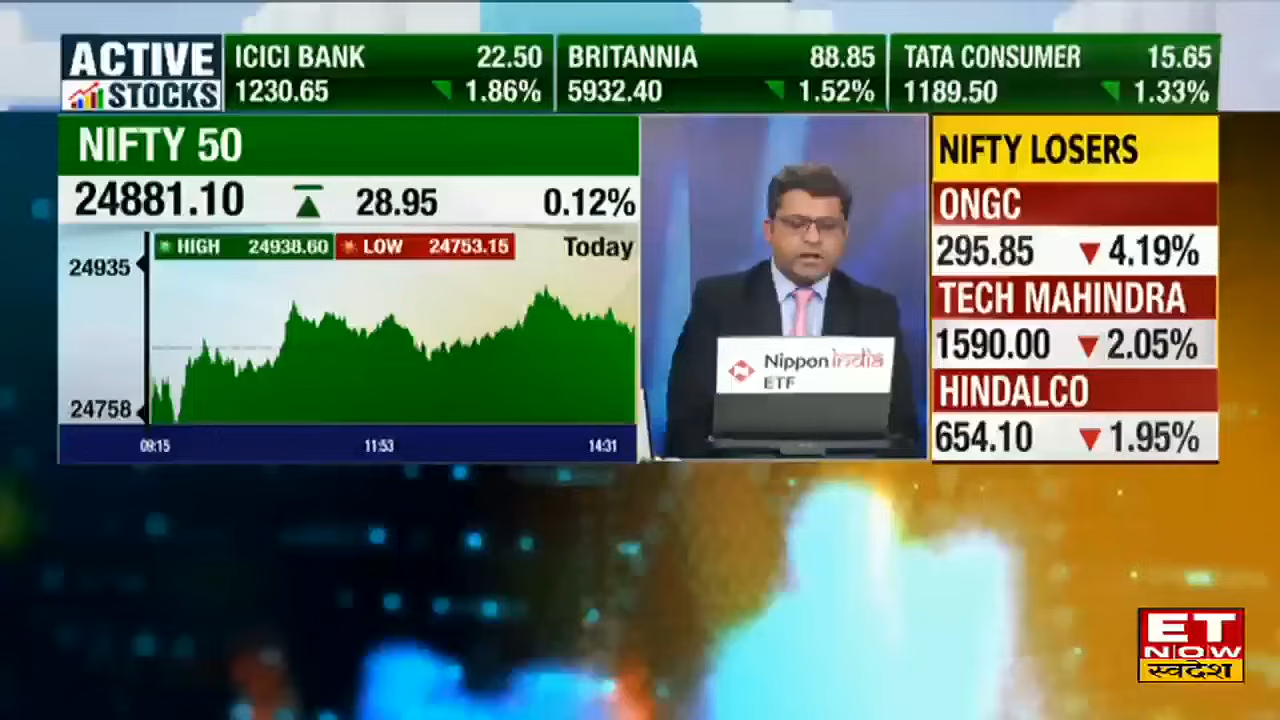 ACTIVE
STOCKS
ICICI BANK 22.50
1230.65 1.86%
BRITANNIA 88.85
5932.40 1.52%
TATA CONSUMER 15.65
1189.50 1.33%
NIFTY 50
24881.10 28.95 0.12%
HIGH 24938.60 LOW 24753.15 Today
24935
24758
09:15 11:53 14:31
Nippon india
ETF
NIFTY LOSERS
ONGC
295.85 4.19%
TECH MAHINDRA
1590.00 2.05%
HINDALCO
654.10 1.95%
ET
NOW
स्वदेश